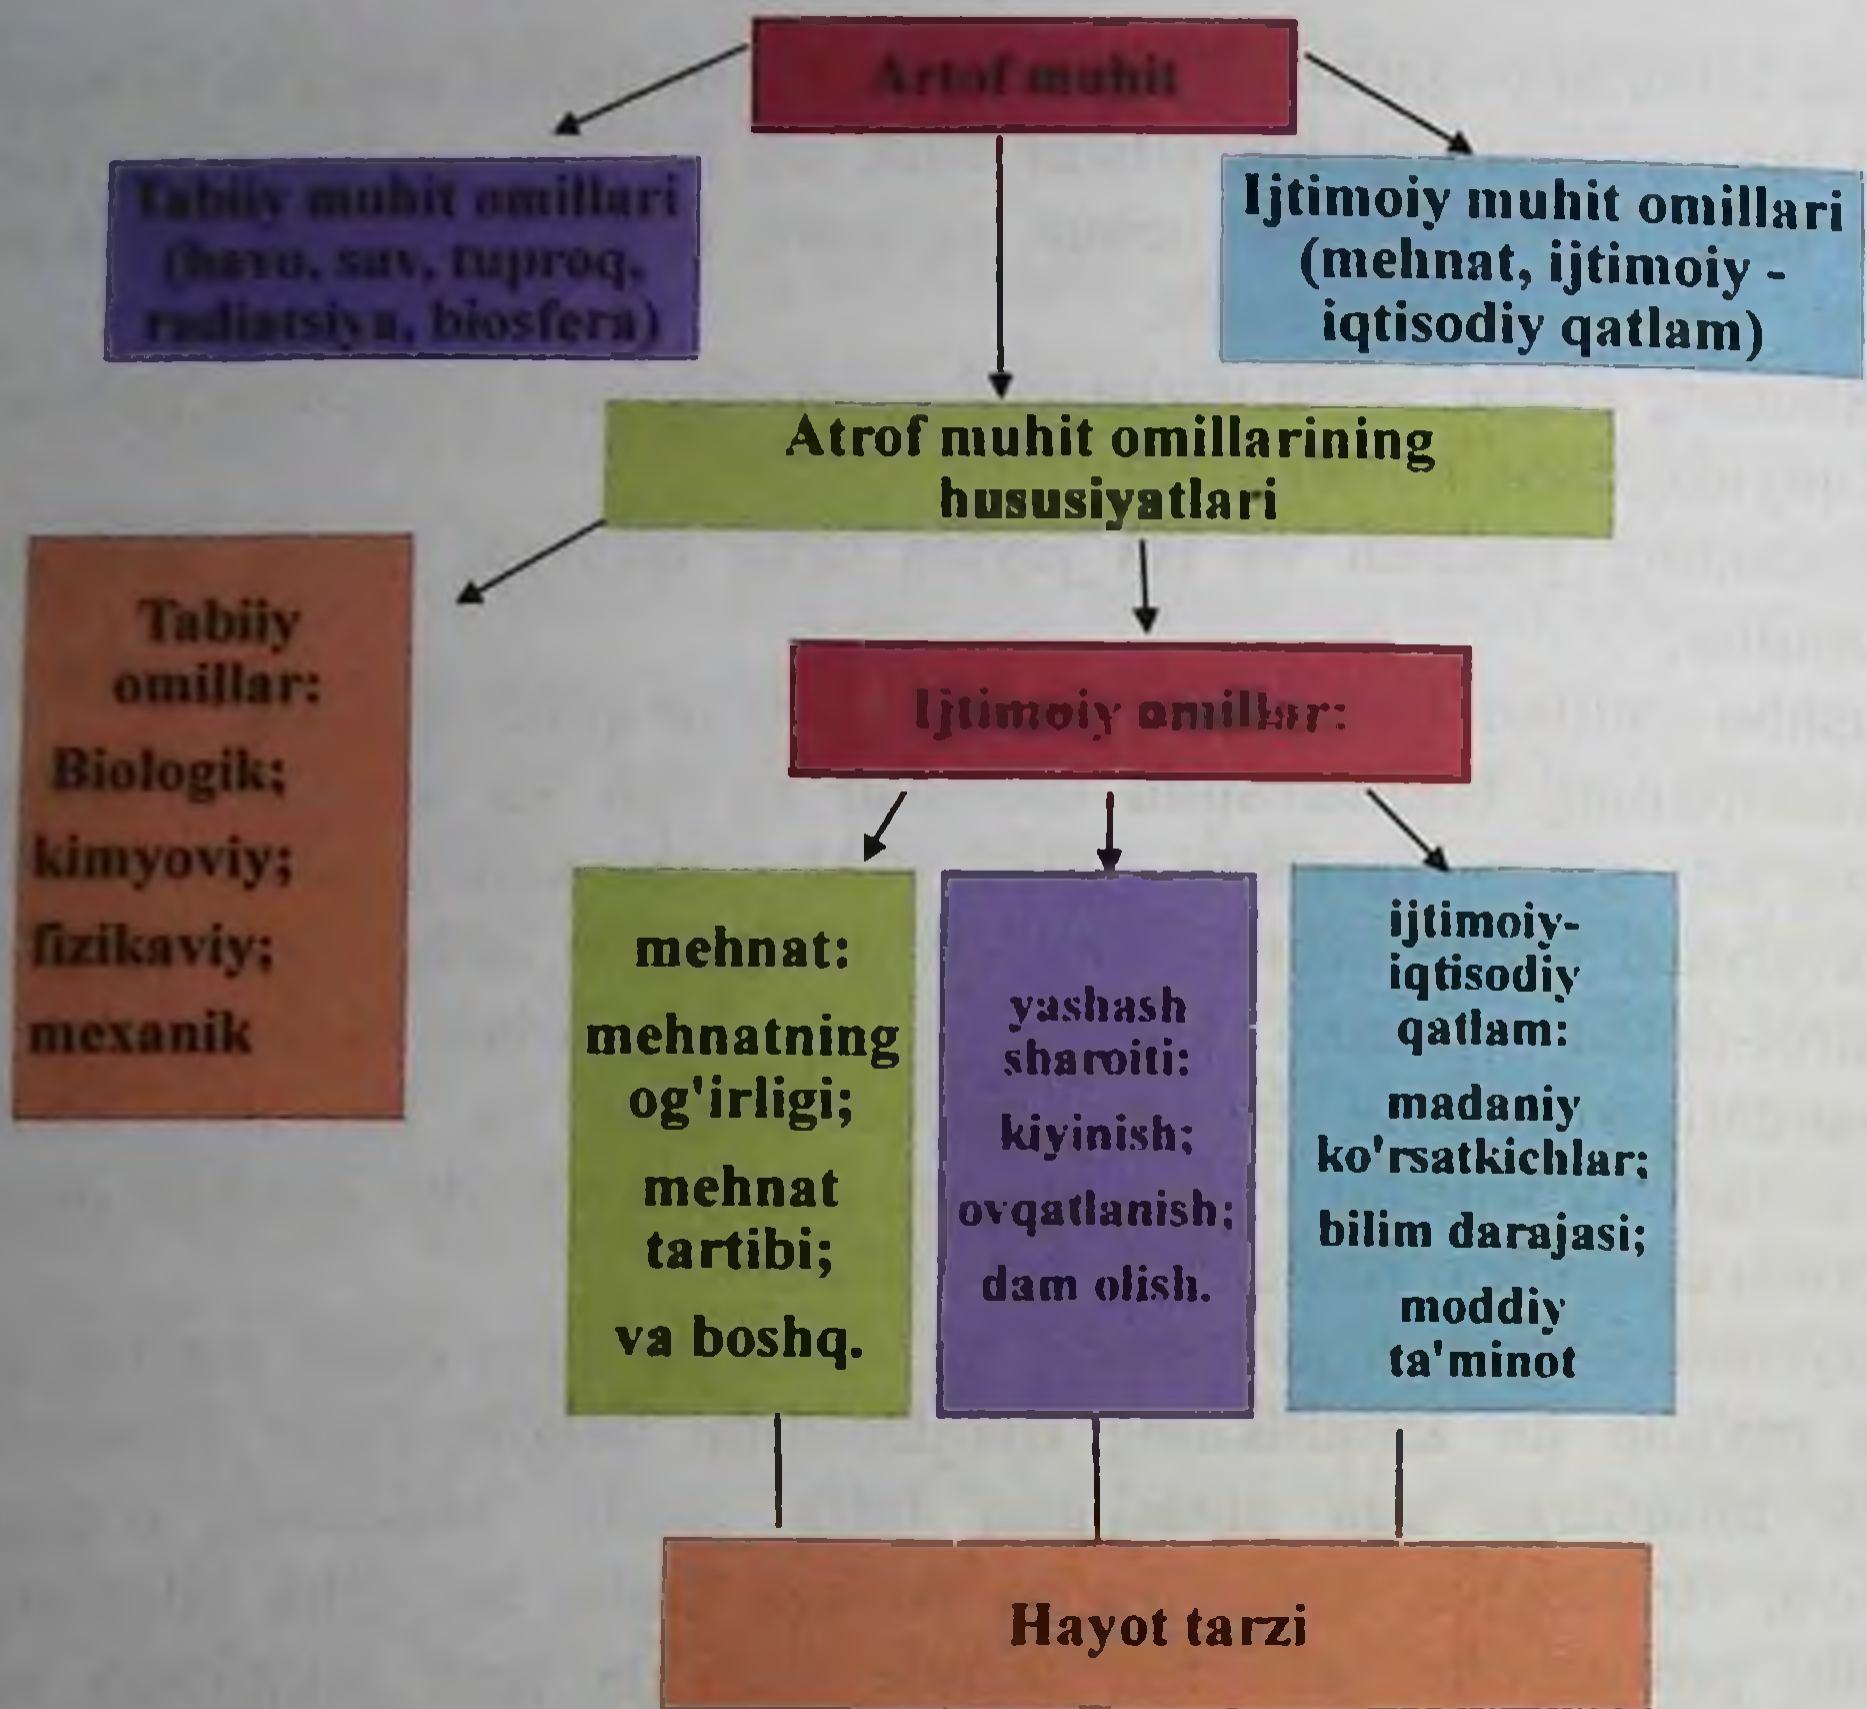 Artof muhit
Tabiiy muhit omillari
(havo, suv, tuproq,
radiatsiya, biosfera)
Ijtimoiy muhit omillari
(mehnat, ijtimoiy -
iqtisodiy qatlam)
Atrof muhit omillarining
hususiyatlari
Tabiiy
omillar:
Biologik;
kimyoviy;
fizikaviy;
mexanik
Ijtimoiy omillar:
mehnat:
mehnatning
og'irligi;
mehnat
tartibi;
va boshq.
yashash
sharoiti:
kiyinish;
ovqatlanish;
dam olish.
ijtimoiy-
iqtisodiy
qatlam:
madaniy
ko'rsatkichlar;
bilim darajasi;
moddiy
ta'minot
Hayot tarzi